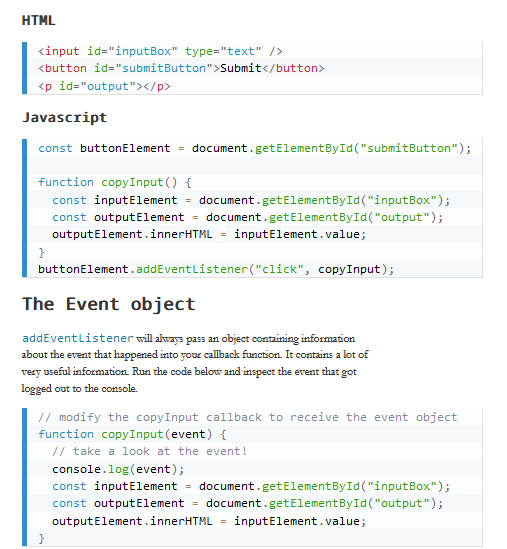 HTML
<input id="inputBox" type="text" />
<button id="submitButton">Submit</button>
<p id="output"></p>
Javascript
const buttonElement = document.getElementById("submitButton");
function copyInput() {
const inputElement = document.getElementById("inputBox");
const outputElement = document.getElementById("output");
outputElement.innerHTML = inputElement.value;
}
buttonElement.addEventListener("click", copyInput);
The Event object
addEventListener will always pass an object containing information
about the event that happened into your callback function. It contains a lot of
very useful information. Run the code below and inspect the event that got
logged out to the console.
// modify the copyInput callback to receive the event object
function copyInput(event) {
// take a look at the event!
console.log(event);
const inputElement = document.getElementById("inputBox");
const outputElement = document.getElementById("output");
outputElement.innerHTML = inputElement.value;
}